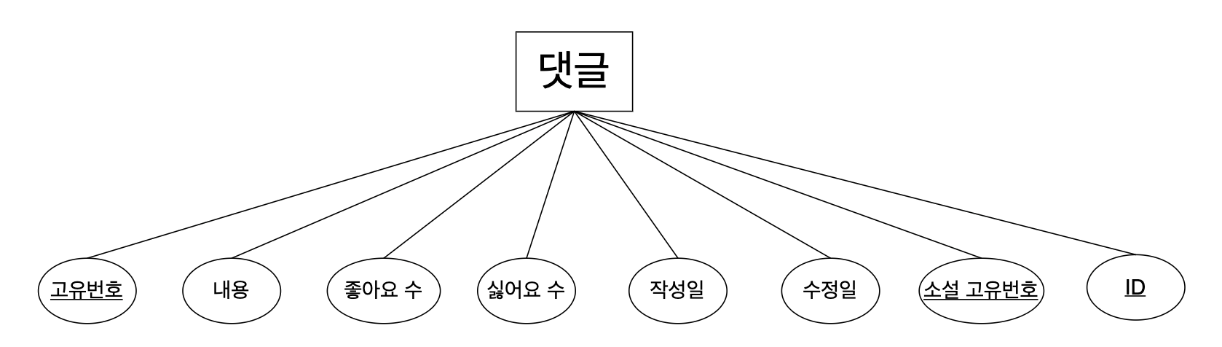 댓글
고유번호
내용
좋아요 수
싫어요 수
작성일
수정일
소설 고유번호
ID